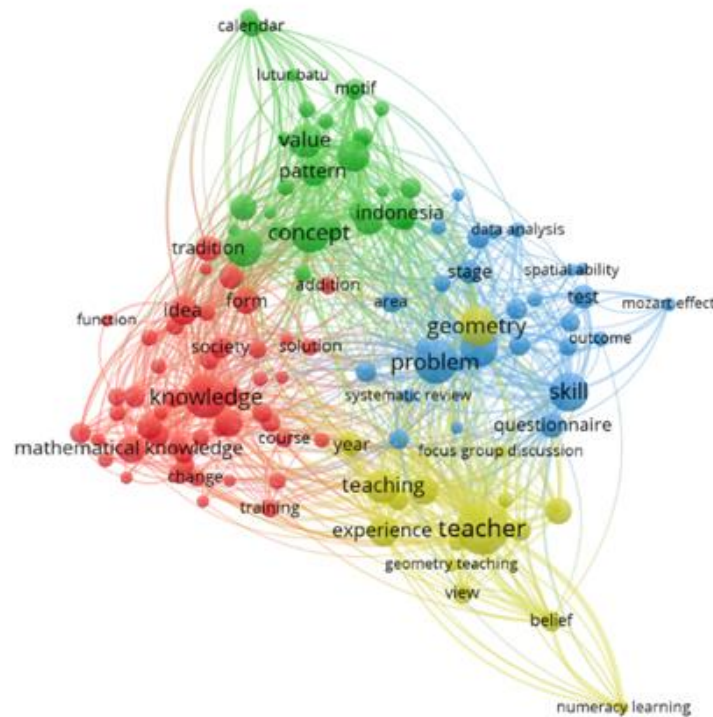 calendar
lutur batu
motif
value
pattern
indonesia
concept
data analysis
tradition
stage
spatial ability
addition
area
test
mozart effect
idea
form
function
geometry
outcome
society
solution
problem
systematic review
knowledge
skill
questionnaire
course
year
mathematical knowledge
focus group discussion
change
teaching
training
experience
teacher
geometry teaching
view
belief
numeracy learning